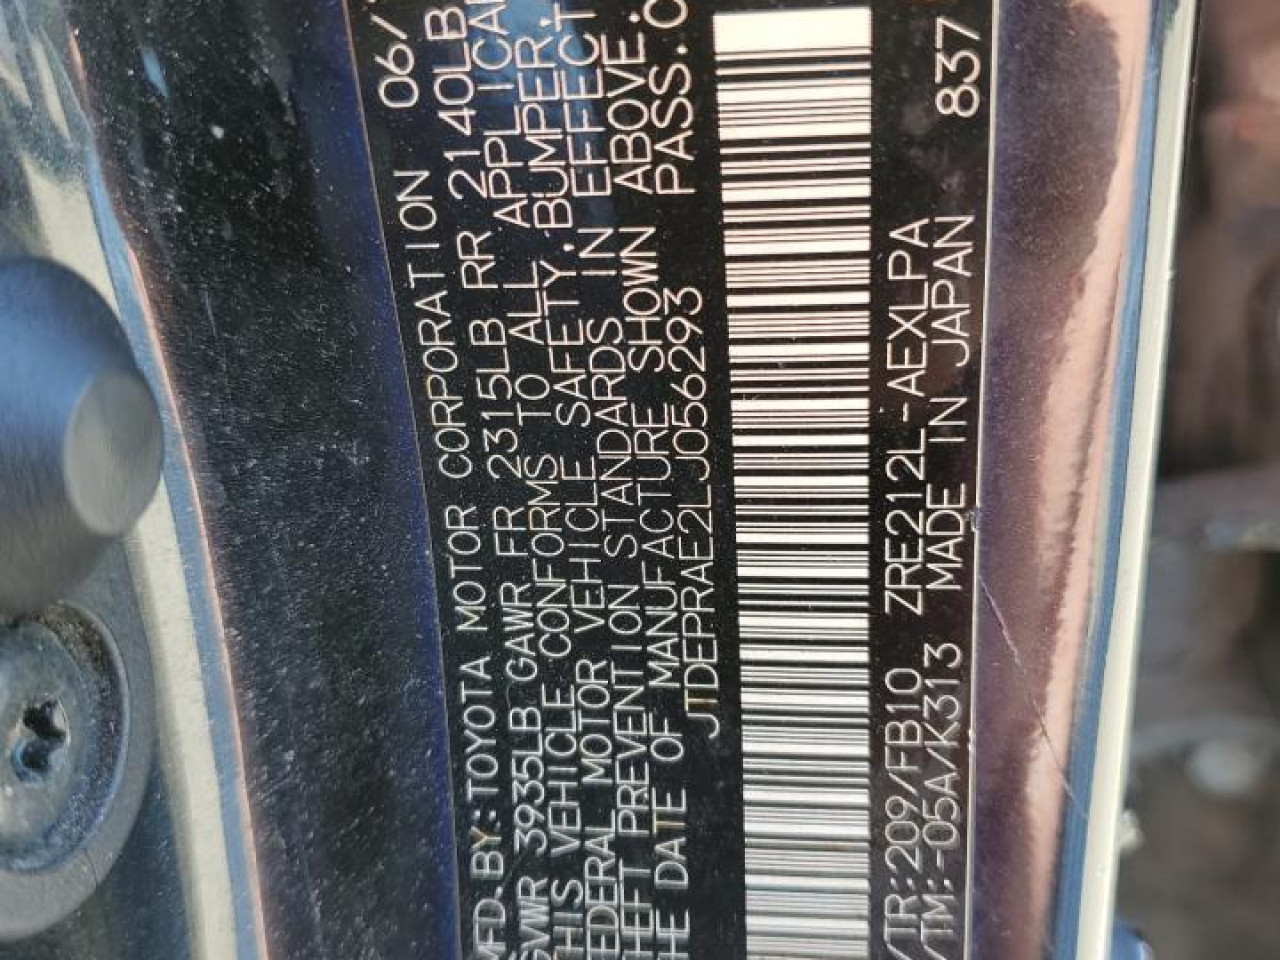 MFD.BY:TOYOTA MOTOR CORPORATION 06/
GVWR 3935LB GAWR FR 2315LB RR 2140LB
THIS VEHICLE CONFORMS TO ALL APPLICA
FEDERAL MOTOR VEHICLE SAFETY,BUMPER,
THEFT PREVENTION STANDARDS IN EFFECT
THE DATE OF MANUFACTURE SHOWN ABOVE.
JTDEPRAE2LJ056293 PASS.C
/TR:209/FB10 ZRE212L-AEXLPA 837
/TM:-05A/K313 MADE IN JAPAN